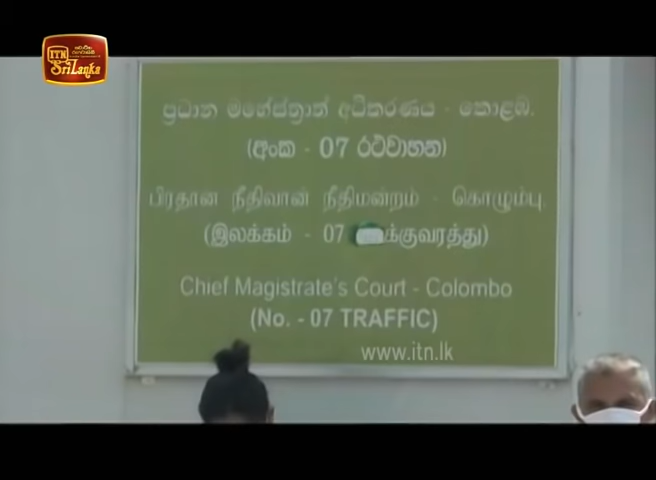 ITN
SriLanka
ප්‍රධාන මහේස්ත්‍රාත් අධිකරණය - කොළඹ.
(අංක - 07 රථවාහන)
பிரதான நீதிவான் நீதிமன்றம் - கொழும்பு.
(இலக்கம் - 07
Chief Magistrate's Court - Colombo
(No. - 07 TRAFFIC)
www.itn.lk